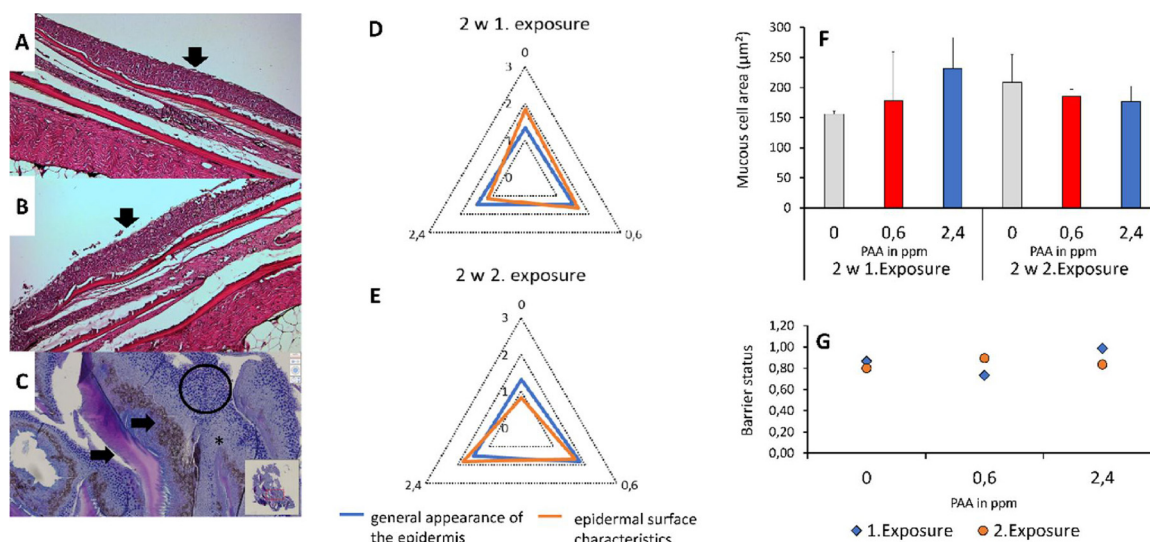 A
B
C
*
D
2 w 1. exposure
0
3
2
1
0
2,4
0,6
E
2 w 2. exposure
0
3
2
1
0
2,4
0,6
general appearance of
the epidermis
epidermal surface
characteristics
F
Mucous cell area (µm²)
300
250
200
150
100
50
0
0 0,6 2,4 0 0,6 2,4
PAA in ppm PAA in ppm
2 w 1.Exposure 2 w 2.Exposure
G
Barrier status
1,20
1,00
0,80
0,60
0,40
0,20
0,00
0 0,6 2,4
PAA in ppm
1.Exposure 2.Exposure